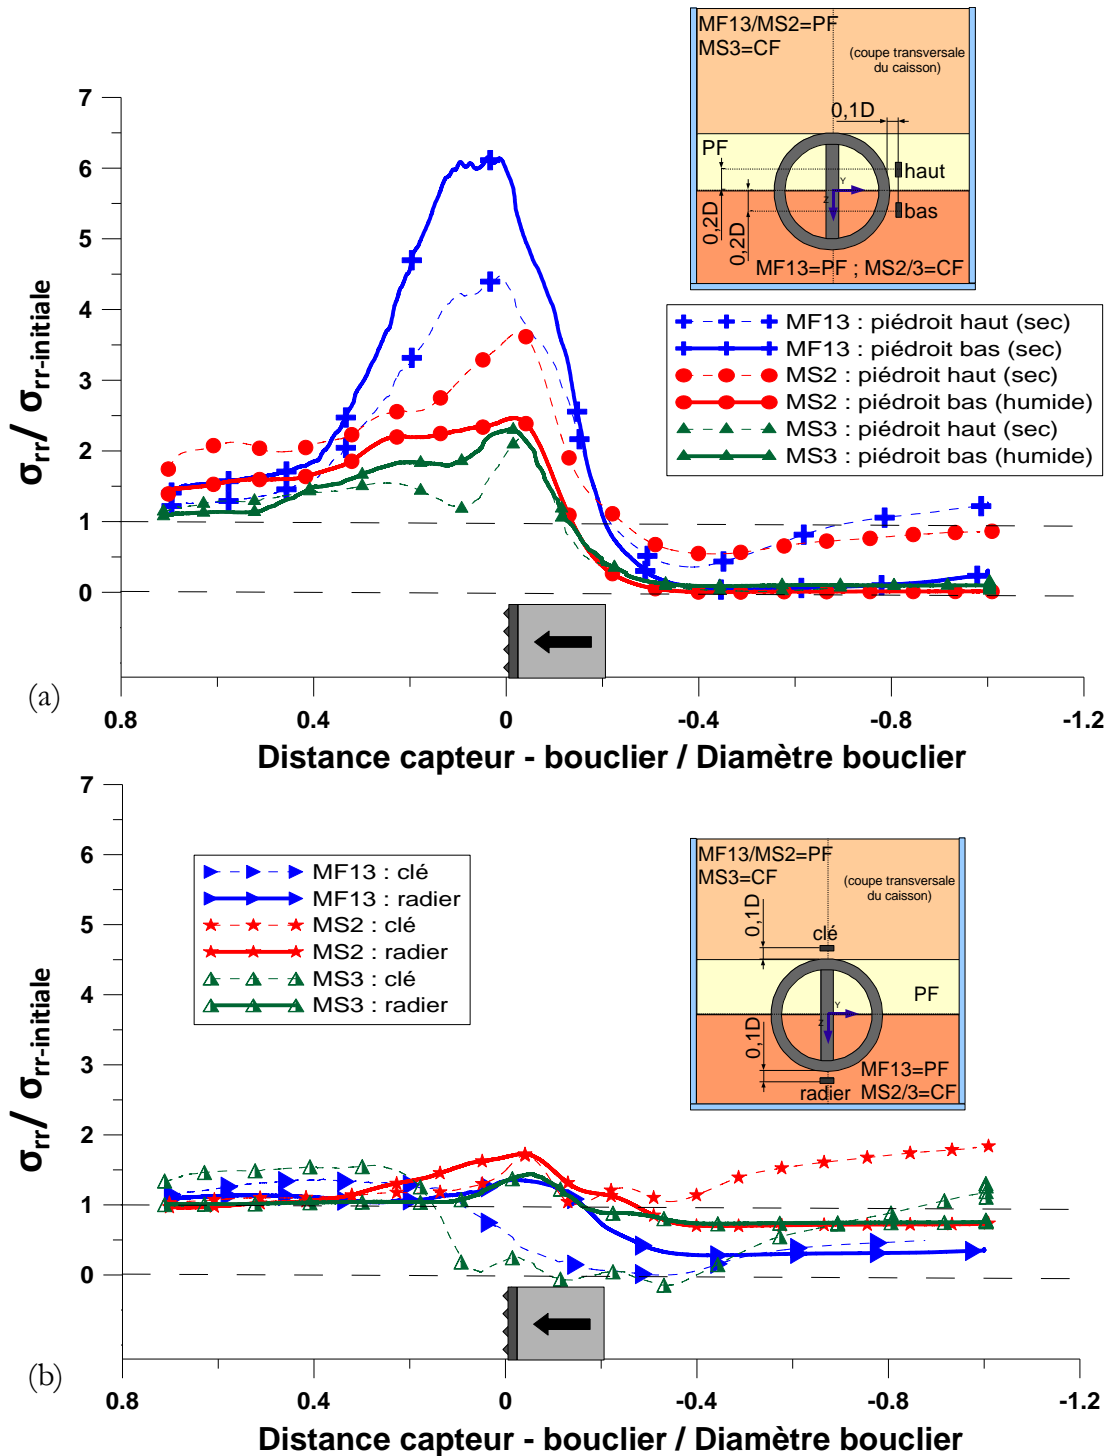 MF13/MS2=PF
MS3=CF
(coupe transversale
du caisson)
0,1D
PF
haut
Y
Z
bas
0,2D
0,2D
MF13=PF ; MS2/3=CF
7
6
5
4
3
2
1
0
σrr/ σrr-initiale
MF13 : piédroit haut (sec)
MF13 : piédroit bas (sec)
MS2 : piédroit haut (sec)
MS2 : piédroit bas (humide)
MS3 : piédroit haut (sec)
MS3 : piédroit bas (humide)
(a)
0.8 0.4 0 -0.4 -0.8 -1.2
Distance capteur - bouclier / Diamètre bouclier
7
6
5
4
3
2
1
0
σrr/ σrr-initiale
MF13 : clé
MF13 : radier
MS2 : clé
MS2 : radier
MS3 : clé
MS3 : radier
MF13/MS2=PF
MS3=CF
(coupe transversale
du caisson)
0,1D
clé
PF
Y
Z
0,1D
MF13=PF
MS2/3=CF
radier
(b)
0.8 0.4 0 -0.4 -0.8 -1.2
Distance capteur - bouclier / Diamètre bouclier